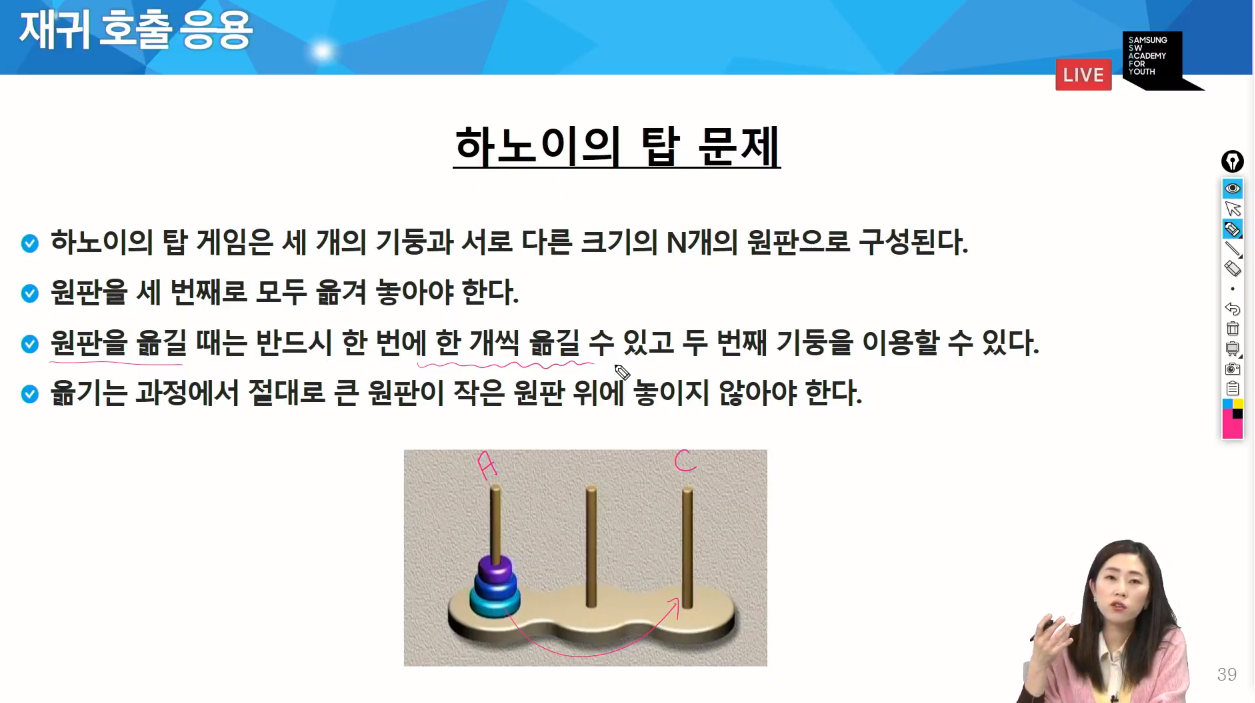 재귀 호출 응용
LIVE
SAMSUNG
SW
ACADEMY
FOR
YOUTH
하노이의 탑 문제
하노이의 탑 게임은 세 개의 기둥과 서로 다른 크기의 N개의 원판으로 구성된다.
원판을 세 번째로 모두 옮겨 놓아야 한다.
원판을 옮길 때는 반드시 한 번에 한 개씩 옮길 수 있고 두 번째 기둥을 이용할 수 있다.
옮기는 과정에서 절대로 큰 원판이 작은 원판 위에 놓이지 않아야 한다.
A
C
39